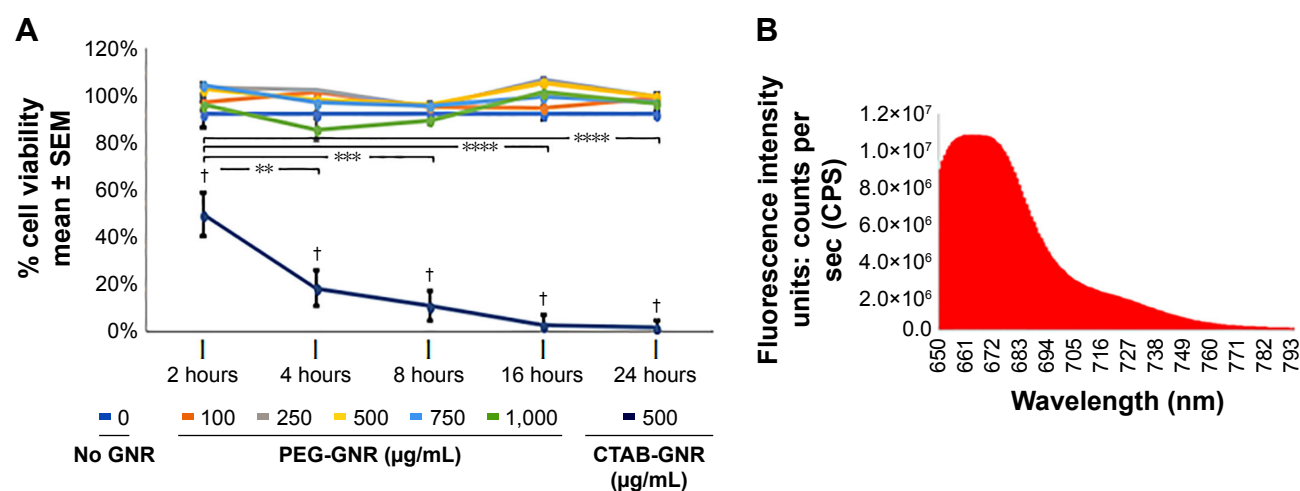 A
120%
100%
80%
60%
40%
20%
0%
% cell viability
mean ± SEM
****
****
***
**
†
†
†
†
†
2 hours
4 hours
8 hours
16 hours
24 hours
0
100
250
500
750
1,000
500
No GNR
PEG-GNR (µg/mL)
CTAB-GNR
(µg/mL)
B
Fluorescence intensity
units: counts per
sec (CPS)
1.2×10⁷
1.0×10⁷
8.0×10⁶
6.0×10⁶
4.0×10⁶
2.0×10⁶
0.0
650
661
672
683
694
705
716
727
738
749
760
771
782
793
Wavelength (nm)